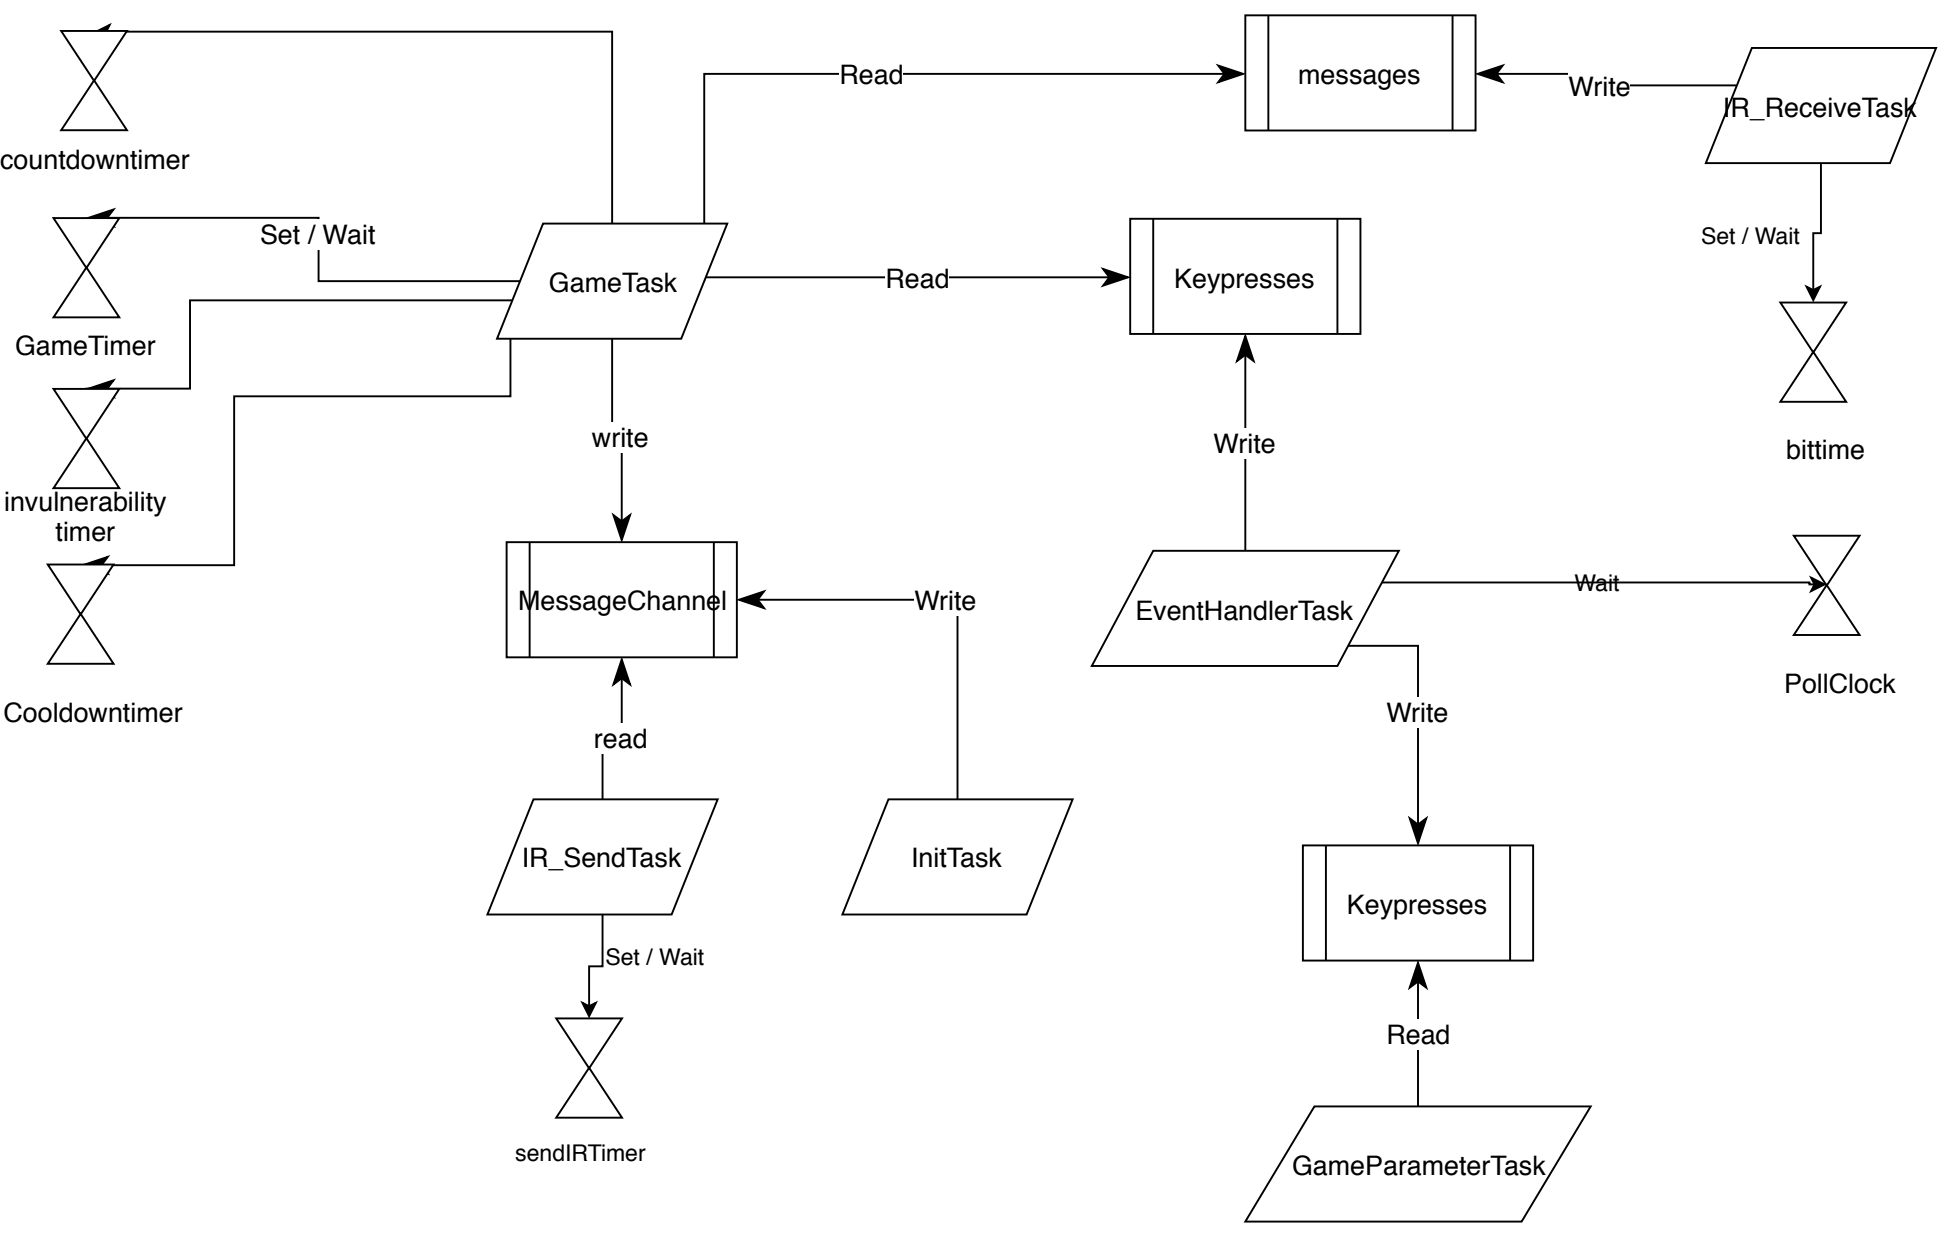 countdowntimer
Read
messages
Write
IR_ReceiveTask
Set / Wait
GameTask
Read
Keypresses
Set / Wait
GameTimer
write
Write
bittime
invulnerability
timer
MessageChannel
Write
EventHandlerTask
Wait
PollClock
Cooldowntimer
read
Write
IR_SendTask
InitTask
Keypresses
Set / Wait
Read
sendIRTimer
GameParameterTask